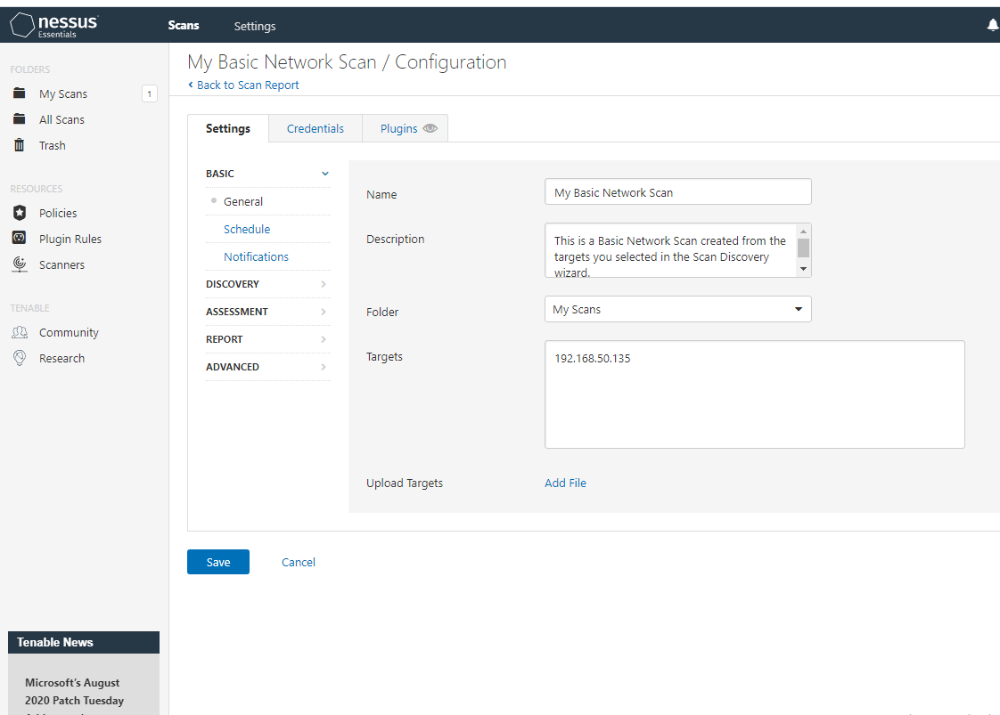 nessus
Essentials
Scans
Settings
FOLDERS
My Scans
1
All Scans
Trash
RESOURCES
Policies
Plugin Rules
Scanners
TENABLE
Community
Research
Tenable News
Microsoft's August
2020 Patch Tuesday
My Basic Network Scan / Configuration
Back to Scan Report
Settings
Credentials
Plugins
BASIC
General
Schedule
Notifications
DISCOVERY
ASSESSMENT
REPORT
ADVANCED
Name
My Basic Network Scan
Description
This is a Basic Network Scan created from the
targets you selected in the Scan Discovery
wizard.
Folder
My Scans
Targets
192.168.50.135
Upload Targets
Add File
Save
Cancel